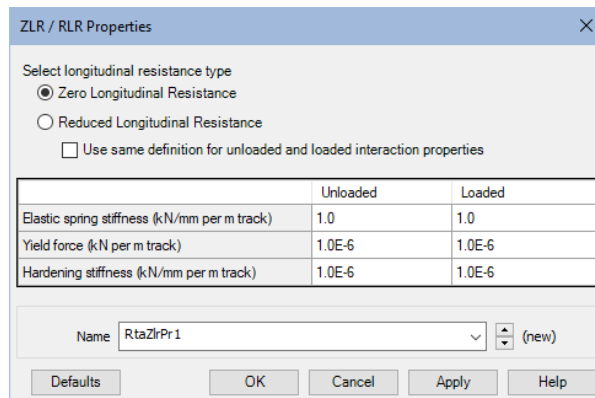 ZLR / RLR Properties
Select longitudinal resistance type
Zero Longitudinal Resistance
Reduced Longitudinal Resistance
Use same definition for unloaded and loaded interaction properties
Unloaded Loaded
Elastic spring stiffness (kN/mm per m track) 1.0 1.0
Yield force (kN per m track) 1.0E-6 1.0E-6
Hardening stiffness (kN/mm per m track) 1.0E-6 1.0E-6
Name RtaZlrPr1 (new)
Defaults OK Cancel Apply Help